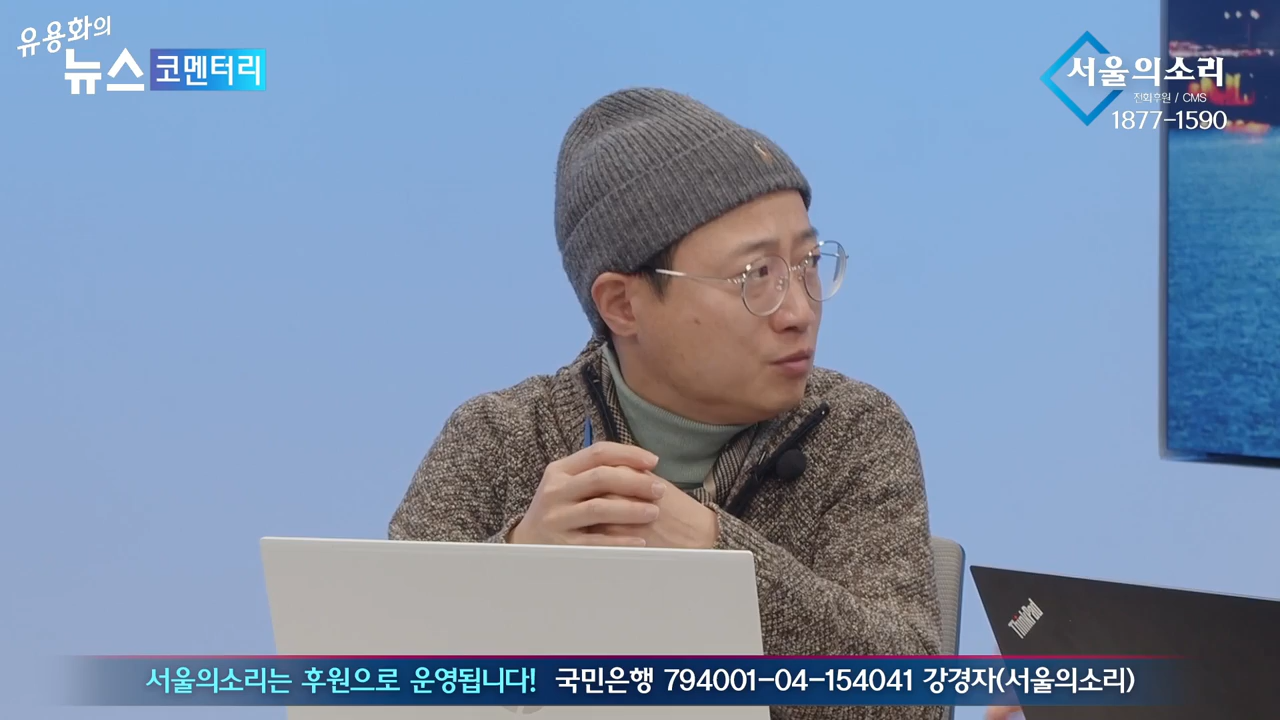 유용화의
뉴스 코멘터리
서울의소리
전화후원 / CMS
1877-1590
ThinkPad
서울의소리는 후원으로 운영됩니다! 국민은행 794001-04-154041 강경자(서울의소리)